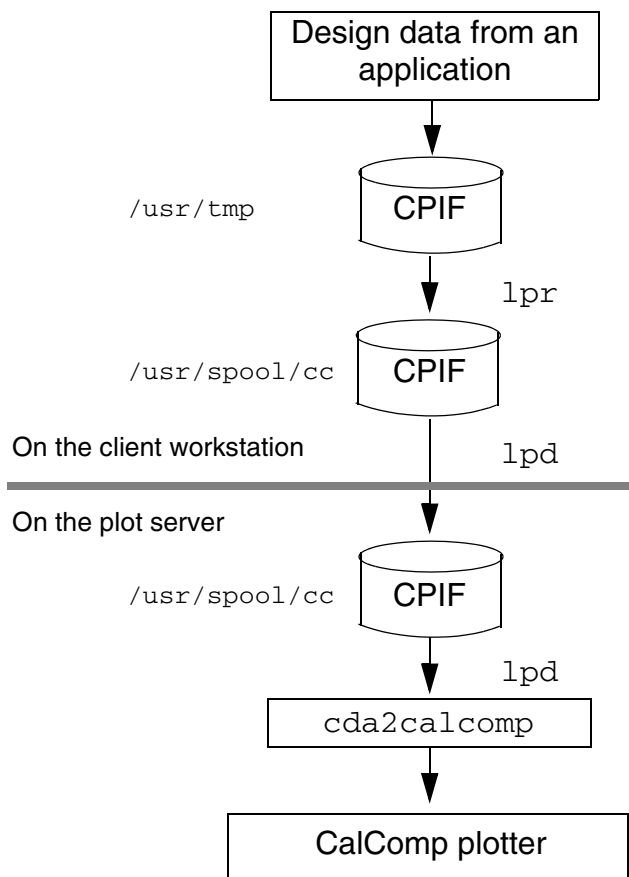 Design data from an
application
/usr/tmp
CPIF
lpr
/usr/spool/cc
CPIF
On the client workstation
lpd
On the plot server
/usr/spool/cc
CPIF
lpd
cda2calcomp
CalComp plotter